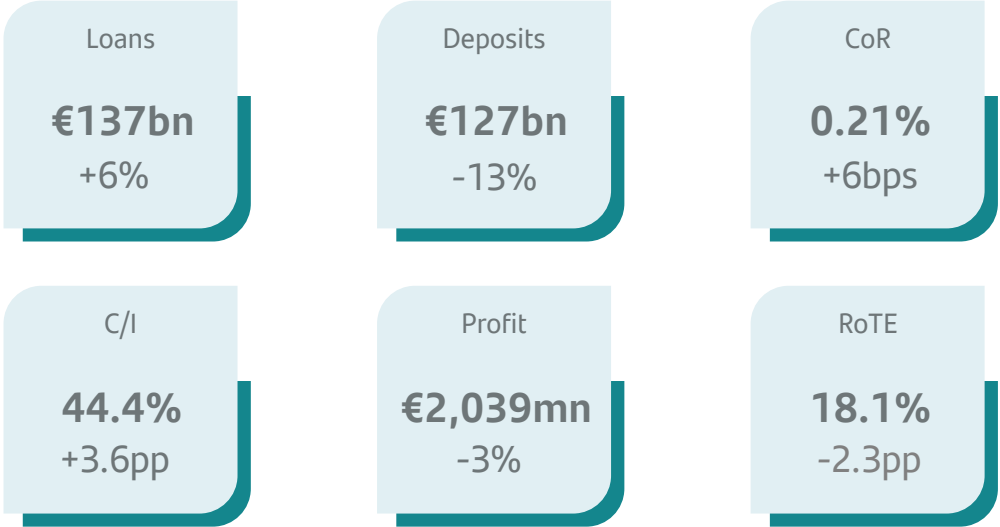 Loans
€137bn
+6%
Deposits
€127bn
-13%
CoR
0.21%
+6bps
C/I
44.4%
+3.6pp
Profit
€2,039mn
-3%
RoTE
18.1%
-2.3pp